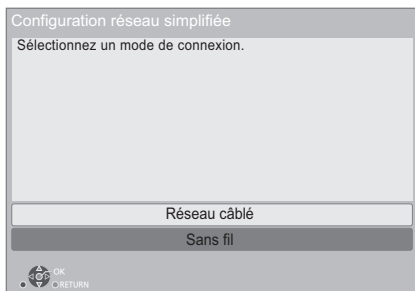 Configuration réseau simplifiée
Sélectionnez un mode de connexion.
Réseau câblé
Sans fil
OK
RETURN